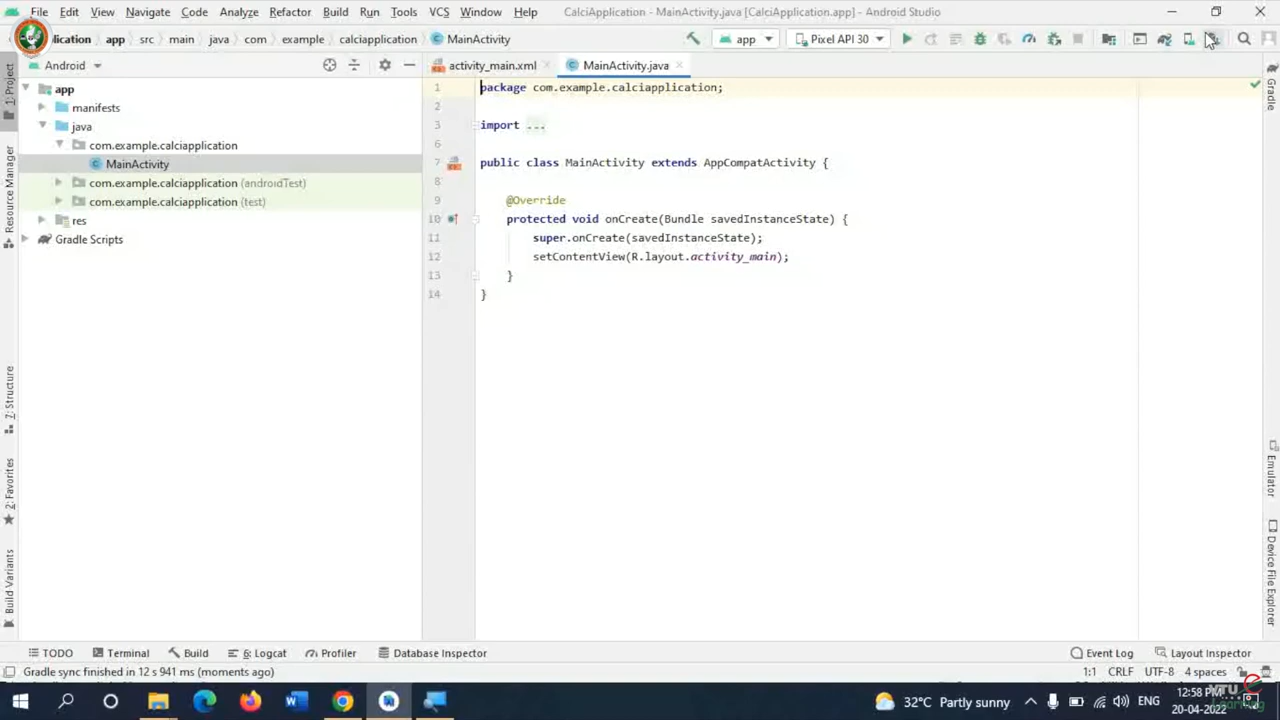 File Edit View Navigate Code Analyze Refactor Build Run Tools VCS Window Help CalciApplication - MainActivity.java [CalciApplication.app] - Android Studio
lication app src main java com example calciapplication MainActivity app Pixel API 30
Android
activity_main.xml MainActivity.java
app
manifests
java
com.example.calciapplication
MainActivity
com.example.calciapplication (androidTest)
com.example.calciapplication (test)
res
Gradle Scripts
1: Project
Resource Manager
7: Structure
2: Favorites
Build Variants
1 package com.example.calciapplication;
2
3 import ...
6
7 public class MainActivity extends AppCompatActivity {
8
9 @Override
10 protected void onCreate(Bundle savedInstanceState) {
11 super.onCreate(savedInstanceState);
12 setContentView(R.layout.activity_main);
13 }
14 }
Gradle
Emulator
Device File Explorer
TODO Terminal Build 6: Logcat Profiler Database Inspector Event Log Layout Inspector
Gradle sync finished in 12 s 941 ms (moments ago) 1:1 CRLF UTF-8 4 spaces
32°C Partly sunny ENG 12:58 PM
20-04-2022
VTU e
Learning